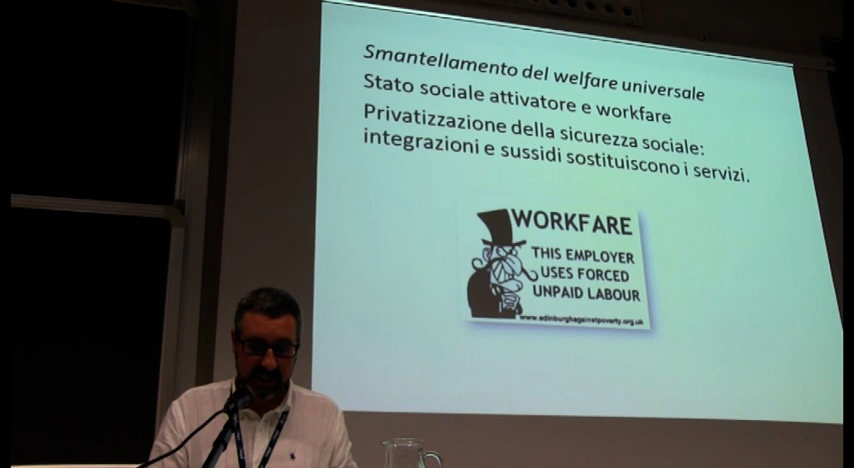 Smantellamento del welfare universale
Stato sociale attivatore e workfare
Privatizzazione della sicurezza sociale:
integrazioni e sussidi sostituiscono i servizi.
WORKFARE
THIS EMPLOYER
USES FORCED
UNPAID LABOUR
www.edinburghagainstpoverty.org.uk